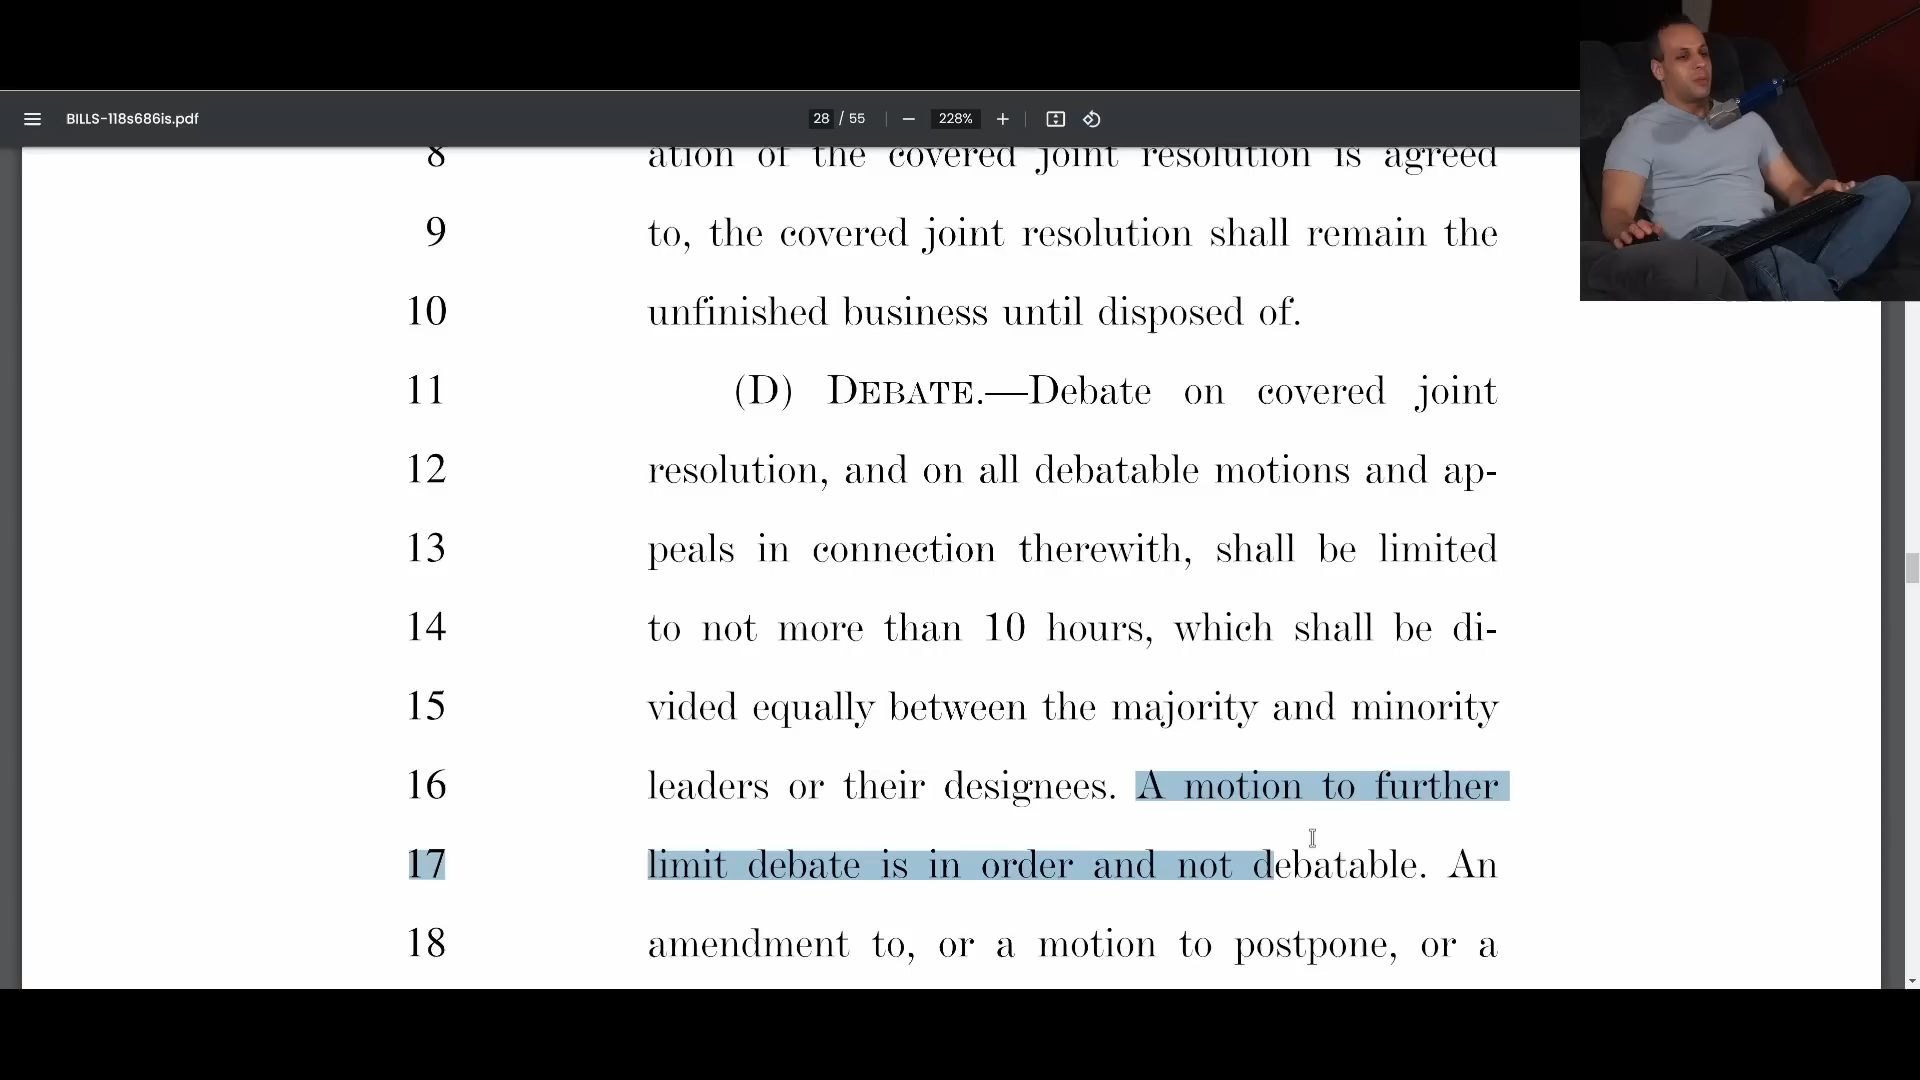 BILLS-118s686is.pdf
28 / 55
228%
8 ation of the covered joint resolution is agreed
9 to, the covered joint resolution shall remain the
10 unfinished business until disposed of.
11 (D) DEBATE.—Debate on covered joint
12 resolution, and on all debatable motions and ap-
13 peals in connection therewith, shall be limited
14 to not more than 10 hours, which shall be di-
15 vided equally between the majority and minority
16 leaders or their designees. A motion to further
17 limit debate is in order and not debatable. An
18 amendment to, or a motion to postpone, or a